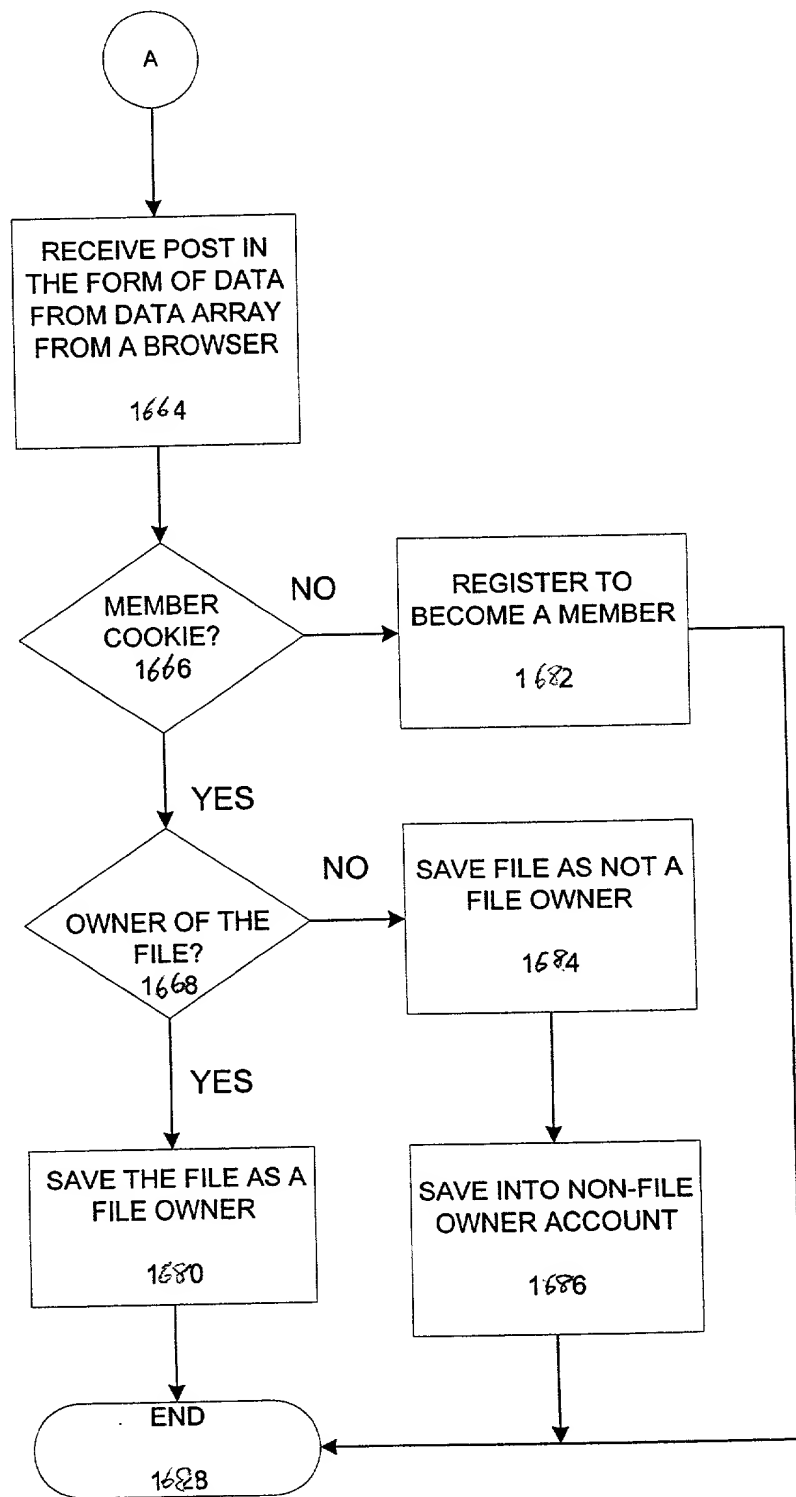 A
RECEIVE POST IN
THE FORM OF DATA
FROM DATA ARRAY
FROM A BROWSER
1664
MEMBER
COOKIE?
1666
NO
REGISTER TO
BECOME A MEMBER
1682
YES
OWNER OF THE
FILE?
1668
NO
SAVE FILE AS NOT A
FILE OWNER
1684
YES
SAVE THE FILE AS A
FILE OWNER
1680
SAVE INTO NON-FILE
OWNER ACCOUNT
1686
END